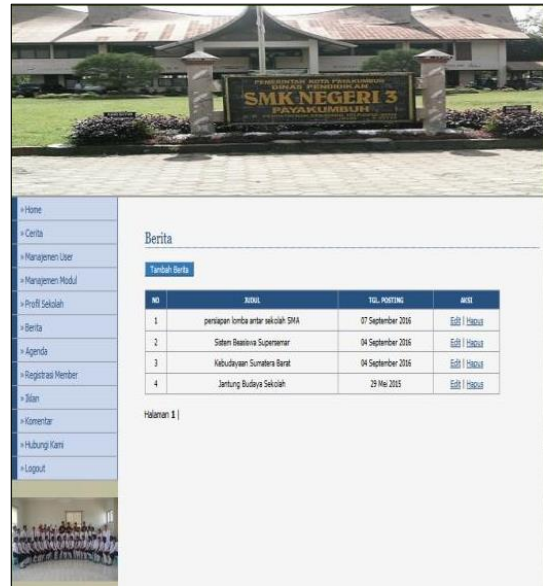 PEMERINTAH KOTA PAYAKUMBUH
DINAS PENDIDIKAN
SMK NEGERI 3
PAYAKUMBUH
» Home
» Cerita
» Manajemen User
» Manajemen Modul
» Profil Sekolah
» Berita
» Agenda
» Registrasi Member
» Iklan
» Komentar
» Hubungi Kami
» Logout
Berita
Tambah Berita
NO JUDUL TGL. POSTING AKSI
1 persiapan lomba antar sekolah SMA 07 September 2016 Edit | Hapus
2 Sistem Beasiswa Supersemar 04 September 2016 Edit | Hapus
3 Kebudayaan Sumatera Barat 04 September 2016 Edit | Hapus
4 Jantung Budaya Sekolah 29 Mei 2015 Edit | Hapus
Halaman 1 |